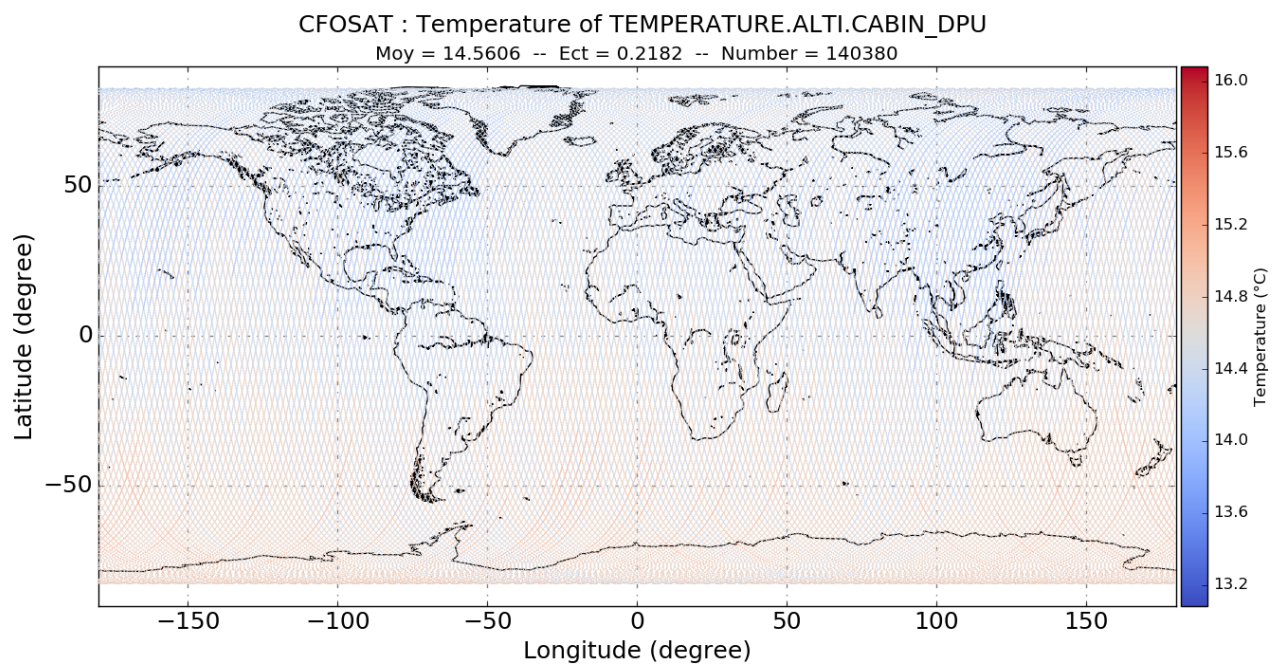 CFOSAT : Temperature of TEMPERATURE.ALTI.CABIN_DPU
Moy = 14.5606 -- Ect = 0.2182 -- Number = 140380
50
0
−50
Latitude (degree)
−150 −100 −50 0 50 100 150
Longitude (degree)
16.0
15.6
15.2
14.8
14.4
14.0
13.6
13.2
Temperature (°C)